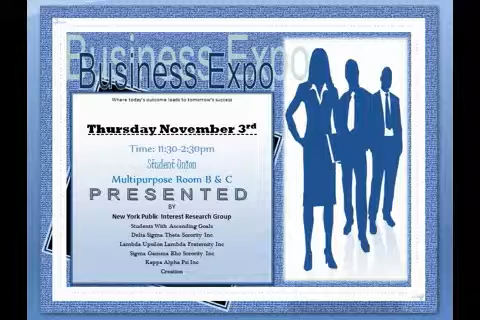 Business Expo
Where today's outcome leads to tomorrow's success
Thursday November 3rd
Time: 11:30-2:30pm
Student Union
Multipurpose Room B & C
PRESENTED
BY
New York Public Interest Research Group
Students With Ascending Goals
Delta Sigma Theta Sorority Inc
Lambda Upsilon Lambda Fraternity Inc
Sigma Gamma Rho Sorority Inc
Kappa Alpha Psi Inc
Creation